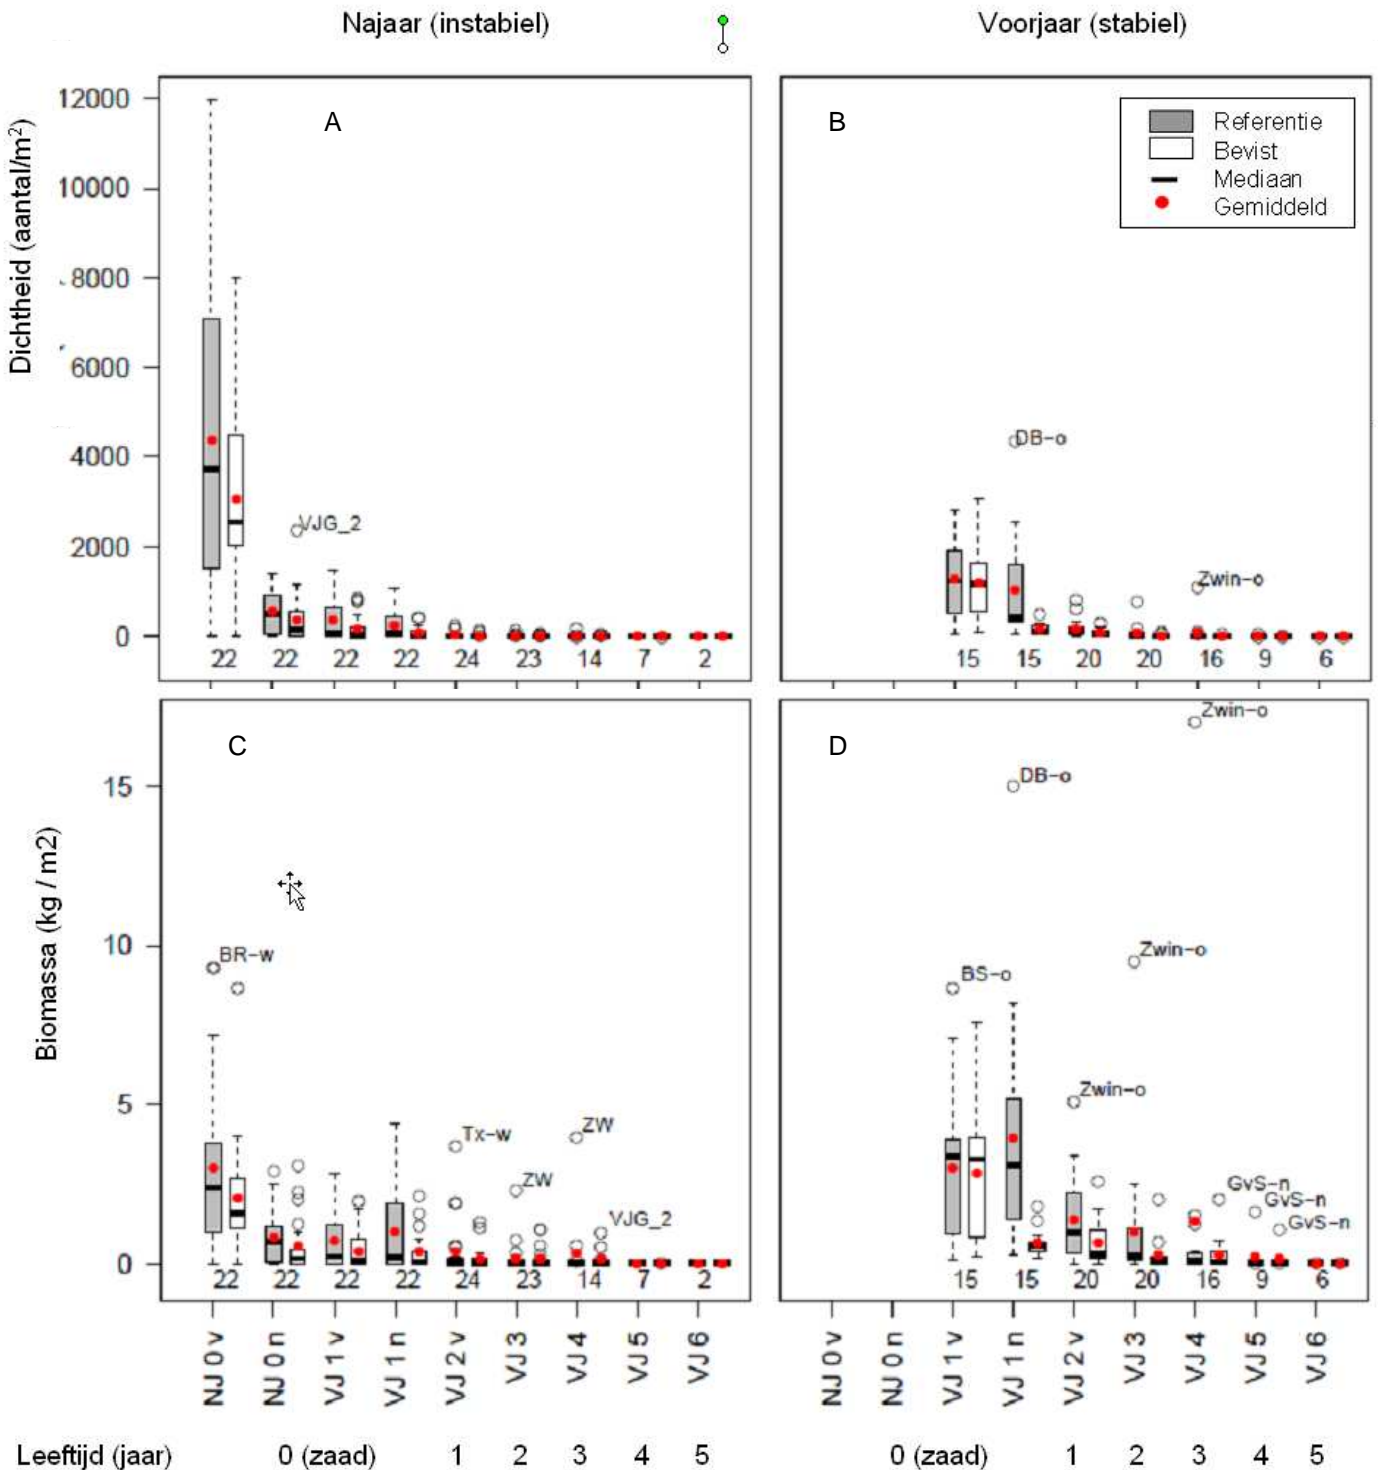 Najaar (instabiel)
Voorjaar (stabiel)
Dichtheid (aantal/m²)
12000
10000
8000
6000
4000
2000
0
A
VJG_2
22 22 22 22 24 23 14 7 2
B
Referentie
Bevist
Mediaan
Gemiddeld
DB-o
Zwin-o
15 15 20 20 16 9 6
Biomassa (kg / m2)
15
10
5
0
C
BR-w
Tx-w
ZW
ZW
VJG_2
22 22 22 22 24 23 14 7 2
D
Zwin-o
DB-o
Zwin-o
BS-o
Zwin-o
GvS-n
GvS-n
GvS-n
15 15 20 20 16 9 6
NJ 0 v
NJ 0 n
VJ 1 v
VJ 1 n
VJ 2 v
VJ 3
VJ 4
VJ 5
VJ 6
NJ 0 v
NJ 0 n
VJ 1 v
VJ 1 n
VJ 2 v
VJ 3
VJ 4
VJ 5
VJ 6
Leeftijd (jaar) 0 (zaad) 1 2 3 4 5 0 (zaad) 1 2 3 4 5